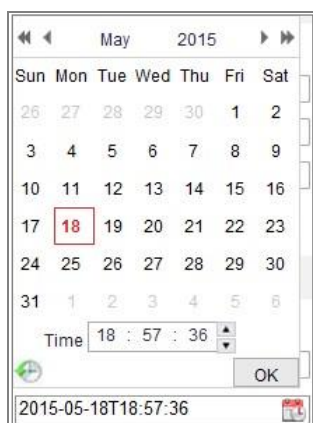 May 2015
Sun Mon Tue Wed Thu Fri Sat
26 27 28 29 30 1 2
3 4 5 6 7 8 9
10 11 12 13 14 15 16
17 18 19 20 21 22 23
24 25 26 27 28 29 30
31 1 2 3 4 5 6
Time 18 : 57 : 36
OK
2015-05-18T18:57:36